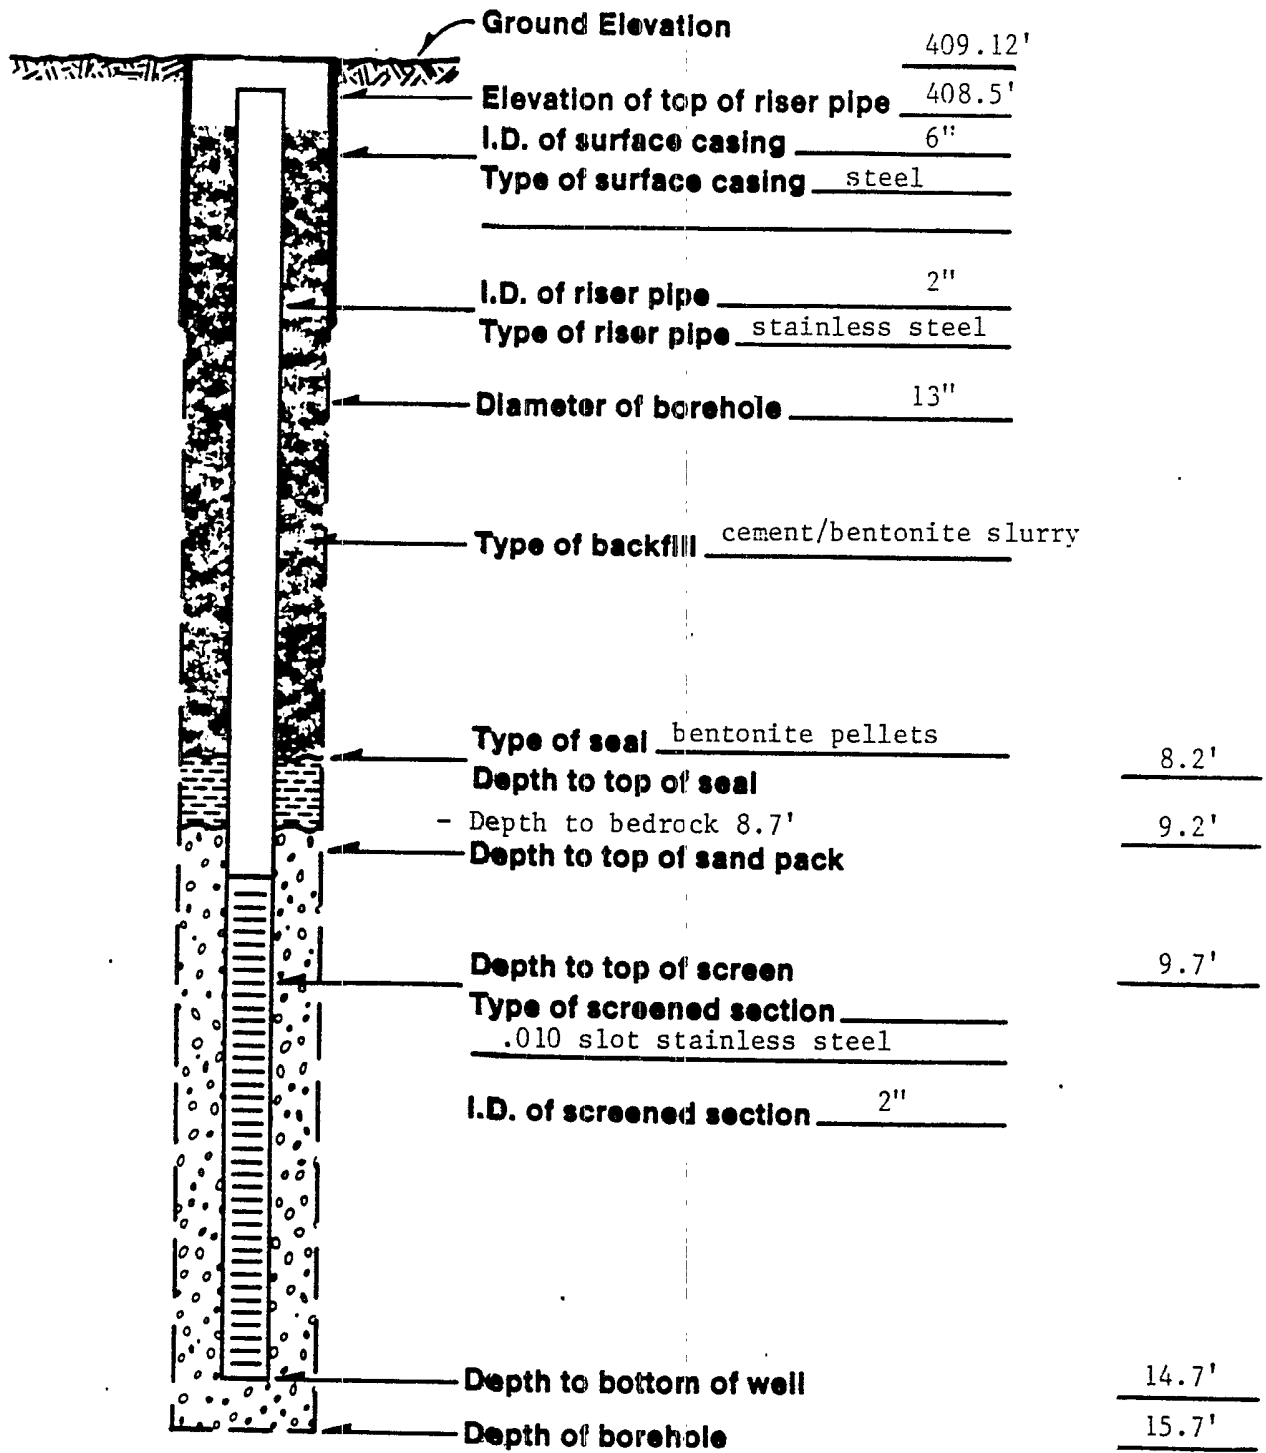 Ground Elevation 409.12'
Elevation of top of riser pipe 408.5'
I.D. of surface casing 6"
Type of surface casing steel
I.D. of riser pipe 2"
Type of riser pipe stainless steel
Diameter of borehole 13"
Type of backfill cement/bentonite slurry
Type of seal bentonite pellets
Depth to top of seal 8.2'
- Depth to bedrock 8.7'
Depth to top of sand pack 9.2'
Depth to top of screen 9.7'
Type of screened section
.010 slot stainless steel
I.D. of screened section 2"
Depth to bottom of well 14.7'
Depth of borehole 15.7'